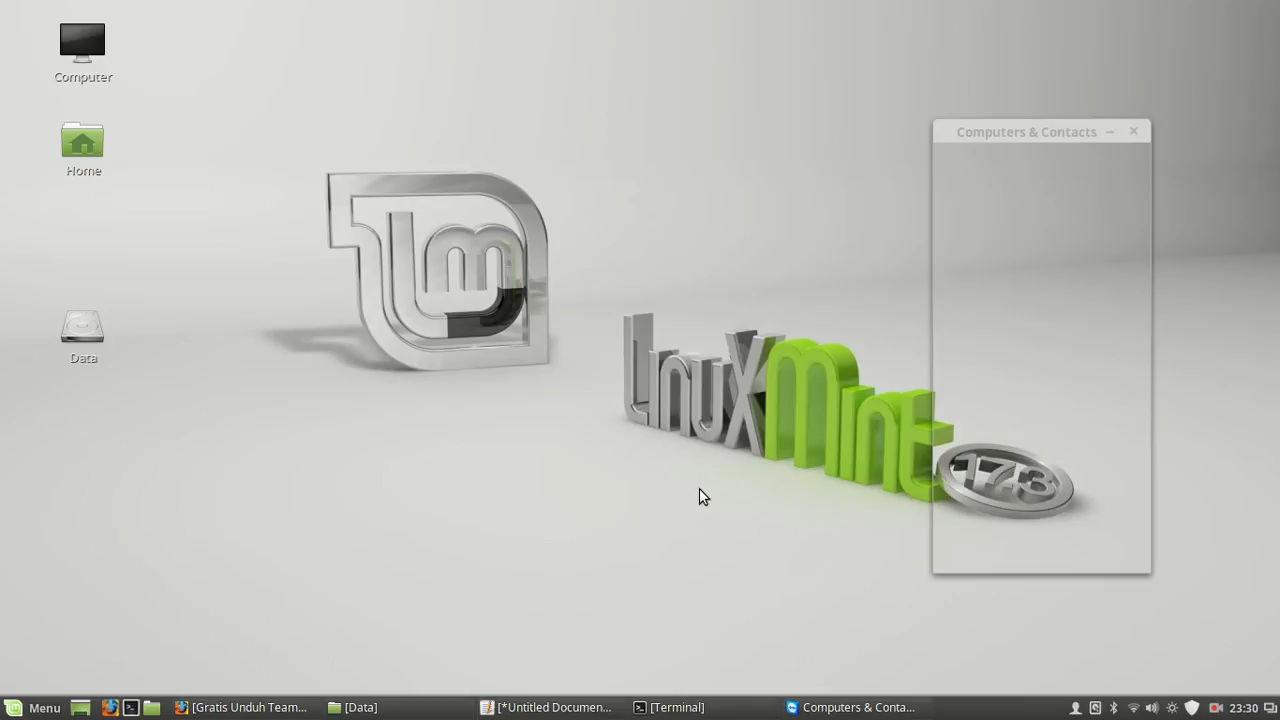 Computer
Home
Data
Computers & Contacts
lm
LinuxMint
17.3
Menu
[Gratis Unduh Team...
[Data]
[*Untitled Documen...
[Terminal]
Computers & Conta...
23:30